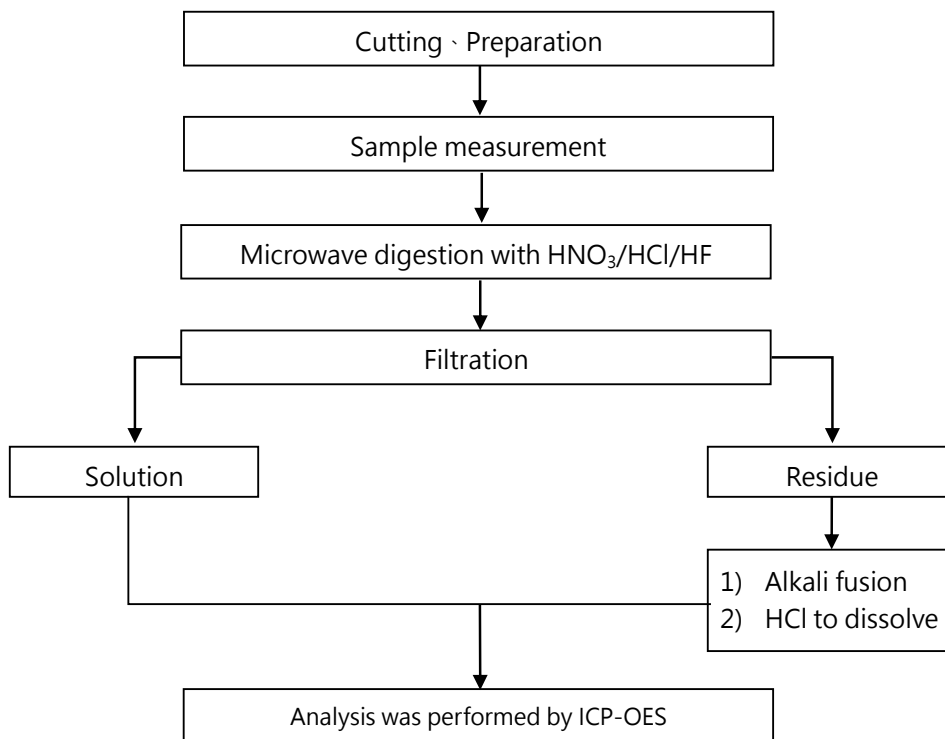 Cutting、Preparation
Sample measurement
Microwave digestion with HNO₃/HCl/HF
Filtration
Solution
Residue
1) Alkali fusion
2) HCl to dissolve
Analysis was performed by ICP-OES